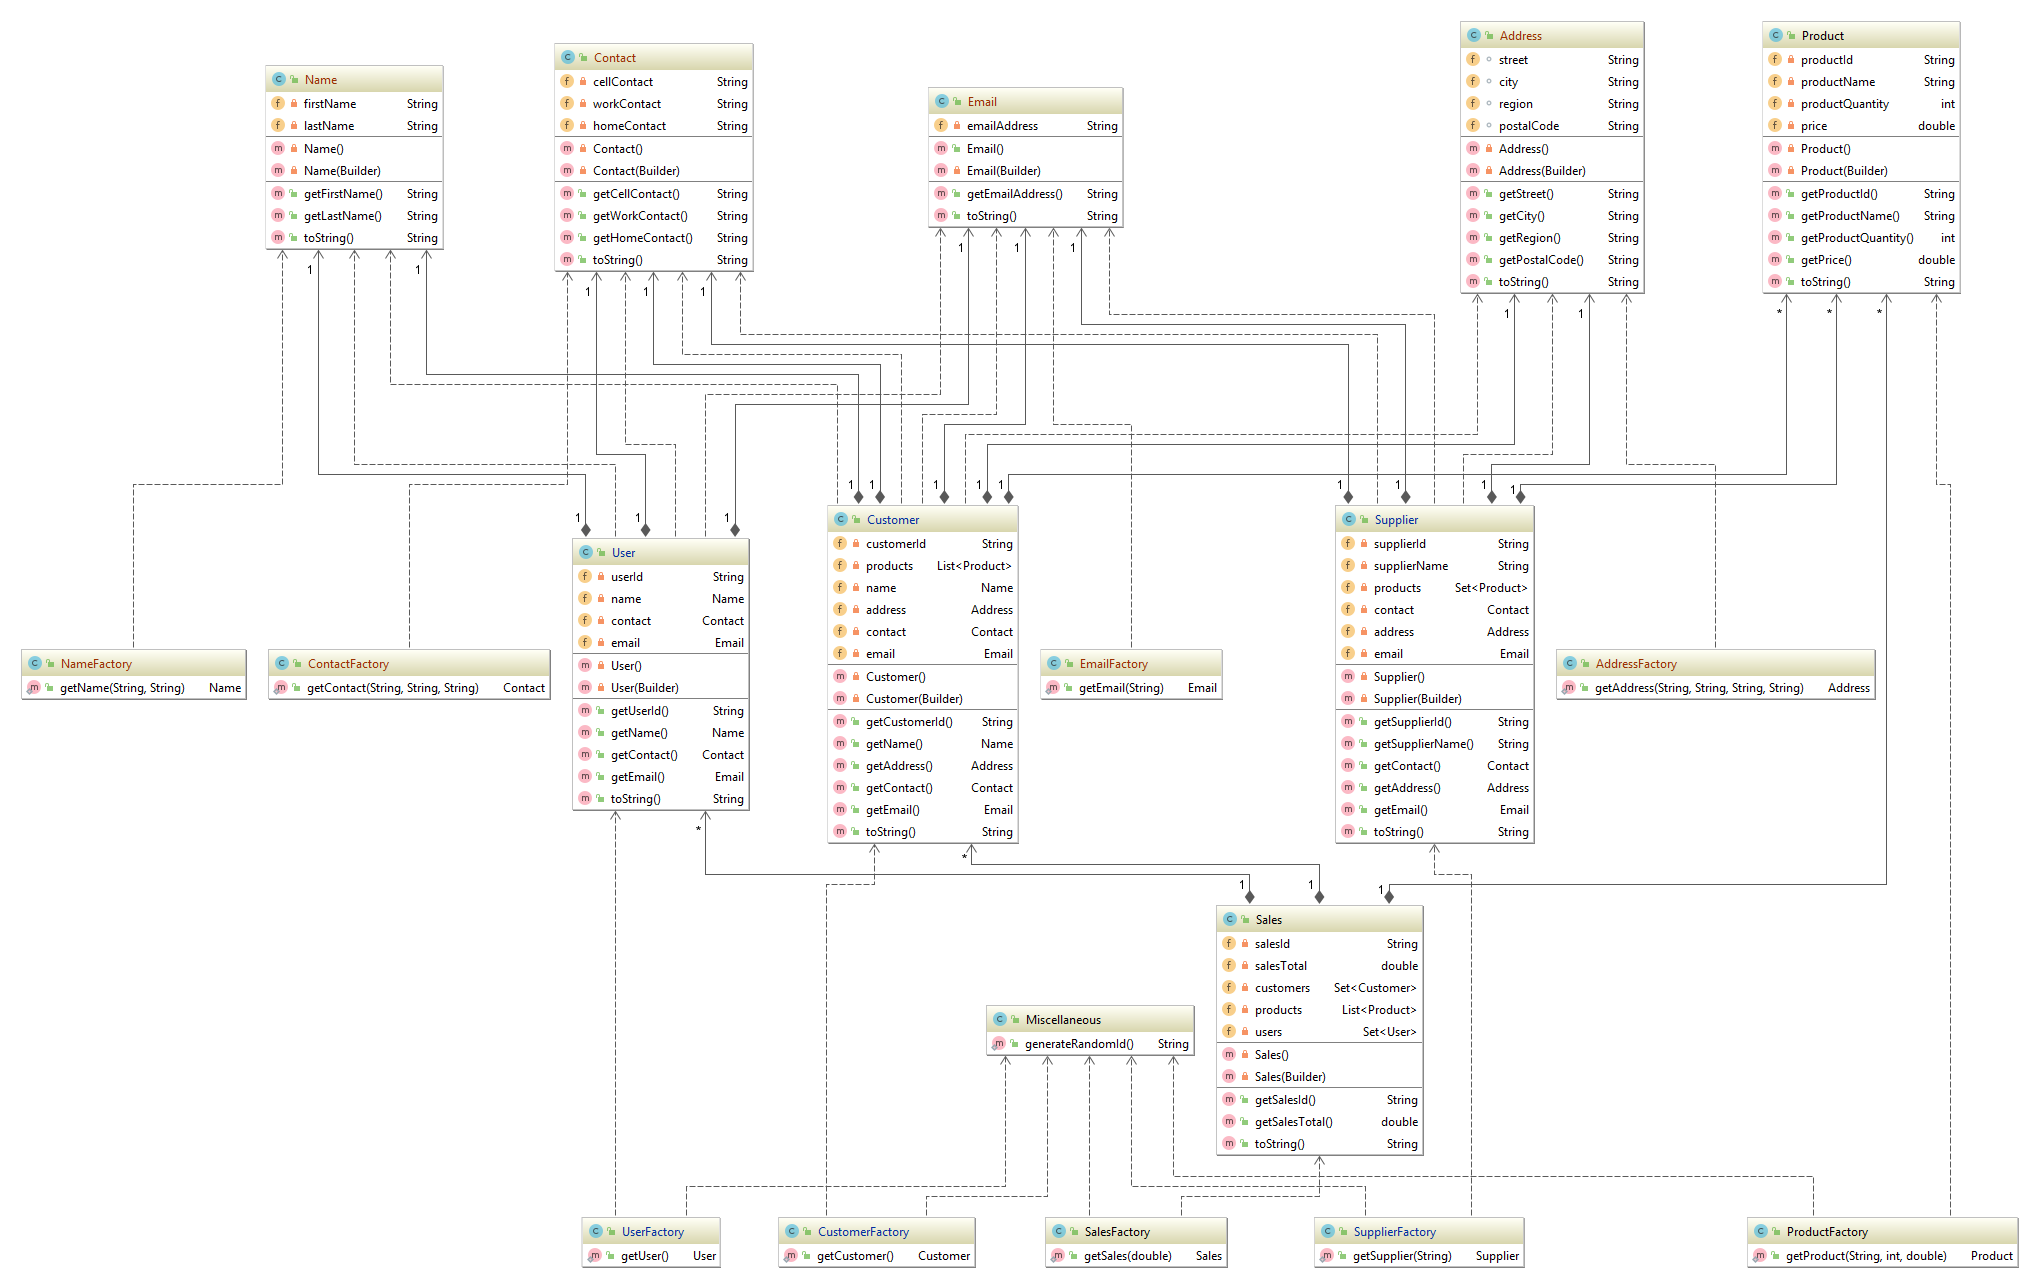 Name
firstName String
lastName String
Name()
Name(Builder)
getFirstName() String
getLastName() String
toString() String
Contact
cellContact String
workContact String
homeContact String
Contact()
Contact(Builder)
getCellContact() String
getWorkContact() String
getHomeContact() String
toString() String
Email
emailAddress String
Email()
Email(Builder)
getEmailAddress() String
toString() String
Address
street String
city String
region String
postalCode String
Address()
Address(Builder)
getStreet() String
getCity() String
getRegion() String
getPostalCode() String
toString() String
Product
productId String
productName String
productQuantity int
price double
Product()
Product(Builder)
getProductId() String
getProductName() String
getProductQuantity() int
getPrice() double
toString() String
1 1 1 1 1 1 1 1 1 1 * * *
1 1 1 1 1 1 1 1 1 1 1 1
User
userId String
name Name
contact Contact
email Email
User()
User(Builder)
getUserId() String
getName() Name
getContact() Contact
getEmail() Email
toString() String
Customer
customerId String
products List<Product>
name Name
address Address
contact Contact
email Email
Customer()
Customer(Builder)
getCustomerId() String
getName() Name
getAddress() Address
getContact() Contact
getEmail() Email
toString() String
Supplier
supplierId String
supplierName String
products Set<Product>
contact Contact
address Address
email Email
Supplier()
Supplier(Builder)
getSupplierId() String
getSupplierName() String
getContact() Contact
getAddress() Address
getEmail() Email
toString() String
NameFactory
getName(String, String) Name
ContactFactory
getContact(String, String, String) Contact
EmailFactory
getEmail(String) Email
AddressFactory
getAddress(String, String, String, String) Address
* *
1 1 1
Sales
salesId String
salesTotal double
customers Set<Customer>
products List<Product>
users Set<User>
Sales()
Sales(Builder)
getSalesId() String
getSalesTotal() double
toString() String
Miscellaneous
generateRandomId() String
UserFactory
getUser() User
CustomerFactory
getCustomer() Customer
SalesFactory
getSales(double) Sales
SupplierFactory
getSupplier(String) Supplier
ProductFactory
getProduct(String, int, double) Product